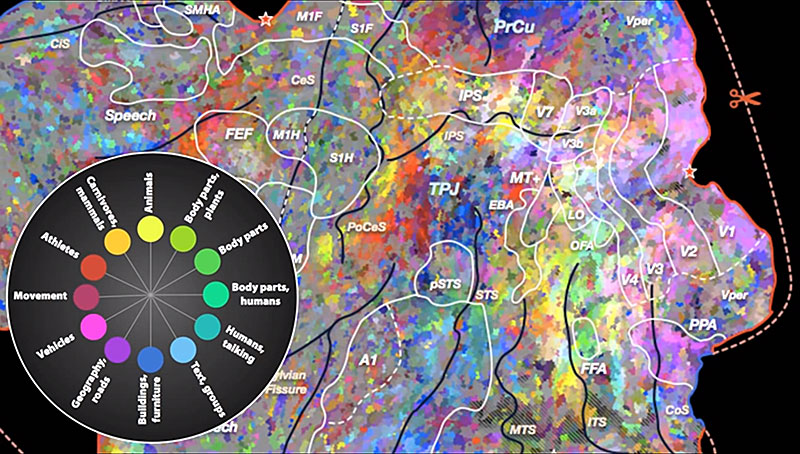 SMHA
M1F
S1F
PrCu
Vper
CiS
CeS
Speech
IPS
V7
V3a
FEF
M1H
S1H
IPS
V3b
TPJ
MT+
EBA
LO
OFA
PoCeS
V1
V2
V3
V4
Vper
pSTS
STS
PPA
A1
FFA
CoS
Fissure
MTS
ITS
Animals
Body parts,
plants
Body parts
Body parts,
humans
Humans,
talking
Text, groups
Buildings,
furniture
Geography,
roads
Vehicles
Movement
Athletes
Carnivores,
mammals